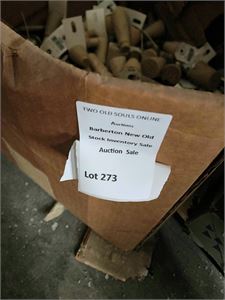 TWO OLD SOULS ONLINE
Auctions
Barberton New Old
Stock Inventory Sale
Auction Sale
Lot 273